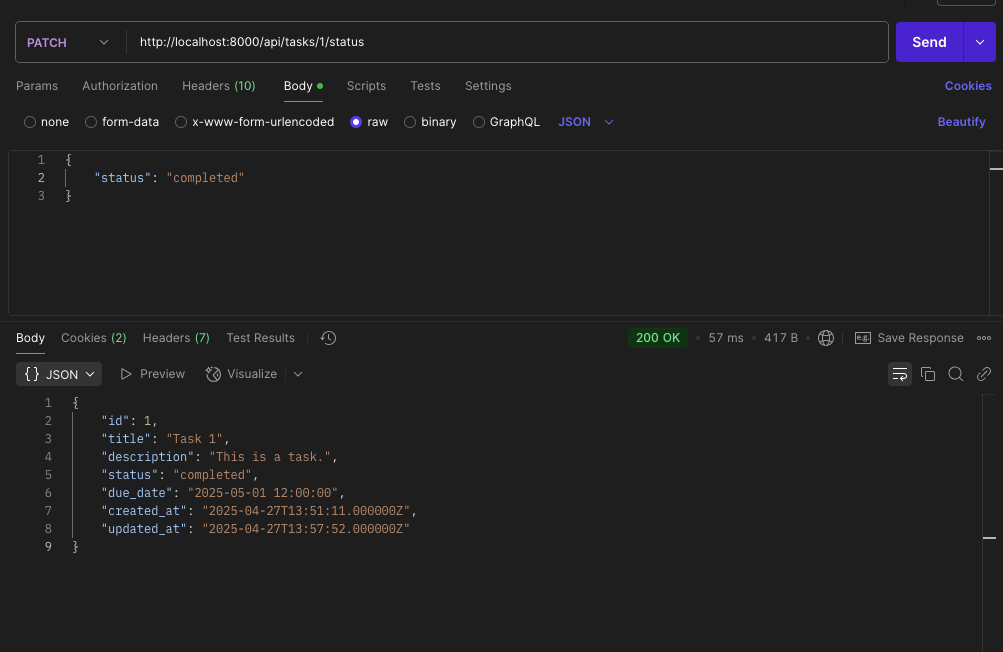 PATCH http://localhost:8000/api/tasks/1/status Send
Params Authorization Headers (10) Body Scripts Tests Settings Cookies
none form-data x-www-form-urlencoded raw binary GraphQL JSON Beautify
1 {
2 "status": "completed"
3 }
Body Cookies (2) Headers (7) Test Results 200 OK • 57 ms • 417 B • e.g. Save Response
{} JSON Preview Visualize
1 {
2 "id": 1,
3 "title": "Task 1",
4 "description": "This is a task.",
5 "status": "completed",
6 "due_date": "2025-05-01 12:00:00",
7 "created_at": "2025-04-27T13:51:11.000000Z",
8 "updated_at": "2025-04-27T13:57:52.000000Z"
9 }